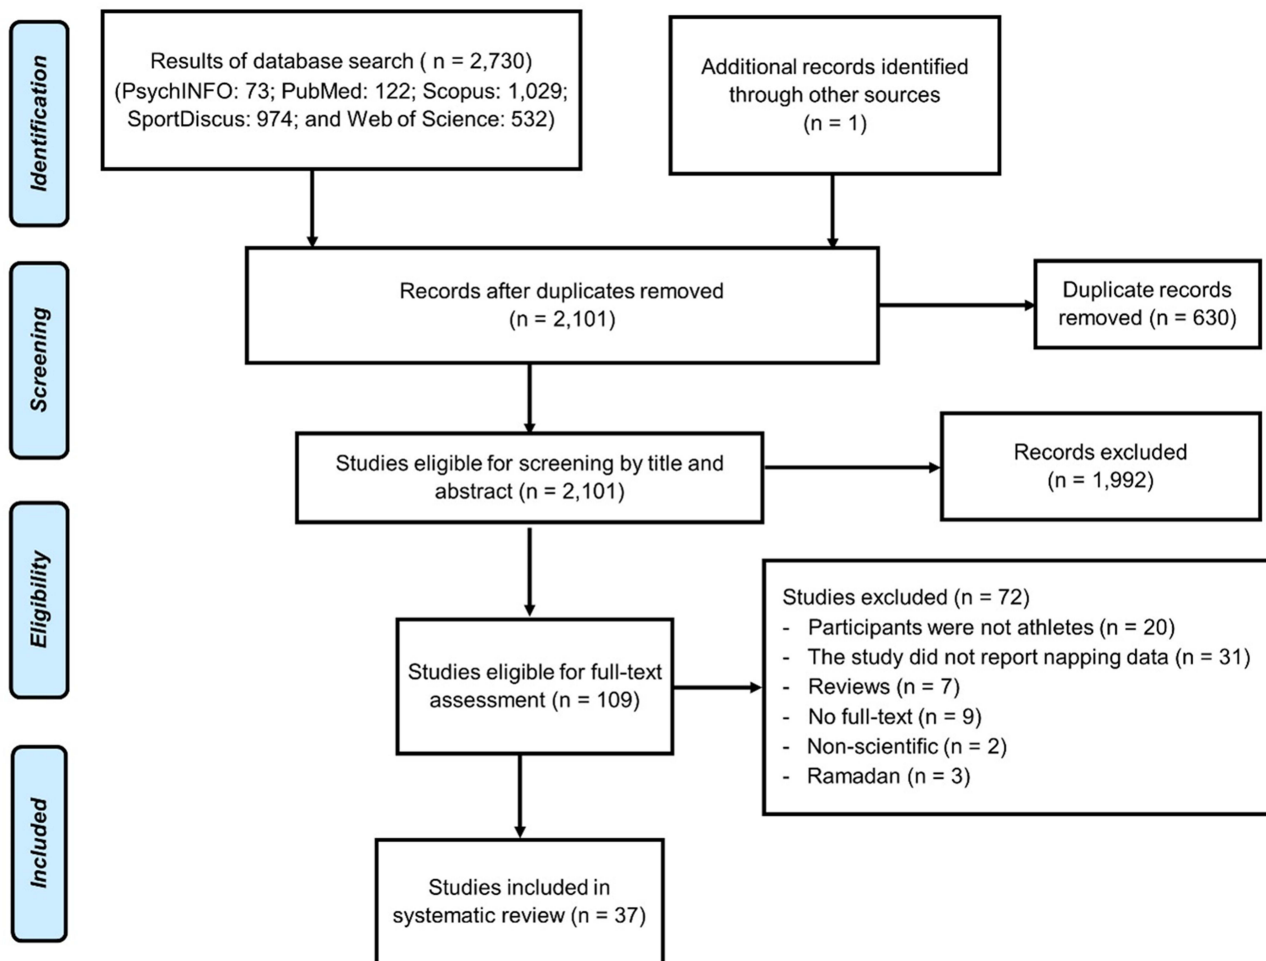 Identification
Results of database search ( n = 2,730)
(PsychINFO: 73; PubMed: 122; Scopus: 1,029;
SportDiscus: 974; and Web of Science: 532)
Additional records identified
through other sources
(n = 1)
Screening
Records after duplicates removed
(n = 2,101)
Duplicate records
removed (n = 630)
Studies eligible for screening by title and
abstract (n = 2,101)
Records excluded
(n = 1,992)
Eligibility
Studies eligible for full-text
assessment (n = 109)
Studies excluded (n = 72)
- Participants were not athletes (n = 20)
- The study did not report napping data (n = 31)
- Reviews (n = 7)
- No full-text (n = 9)
- Non-scientific (n = 2)
- Ramadan (n = 3)
Included
Studies included in
systematic review (n = 37)